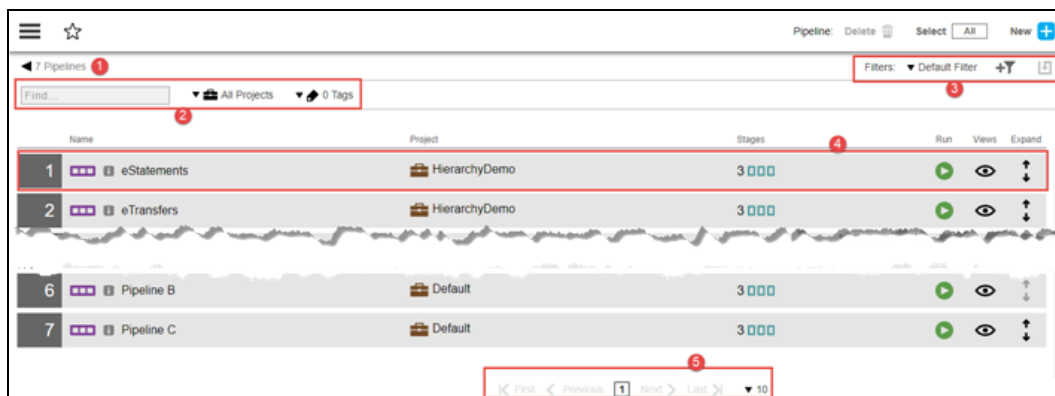 Pipeline: Delete Select All New
7 Pipelines 1 Filters: Default Filter
3
Find... All Projects 0 Tags
2
Name Project Stages Run Views Expand
4
1 eStatements HierarchyDemo 3
2 eTransfers HierarchyDemo 3
6 Pipeline B Default 3
7 Pipeline C Default 3
5
First Previous 1 Next Last 10